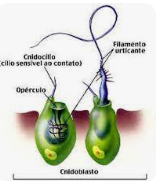 Cnidocílio
(cílio sensível ao contato)
Opérculo
Filamento
urticante
Cnidoblasto